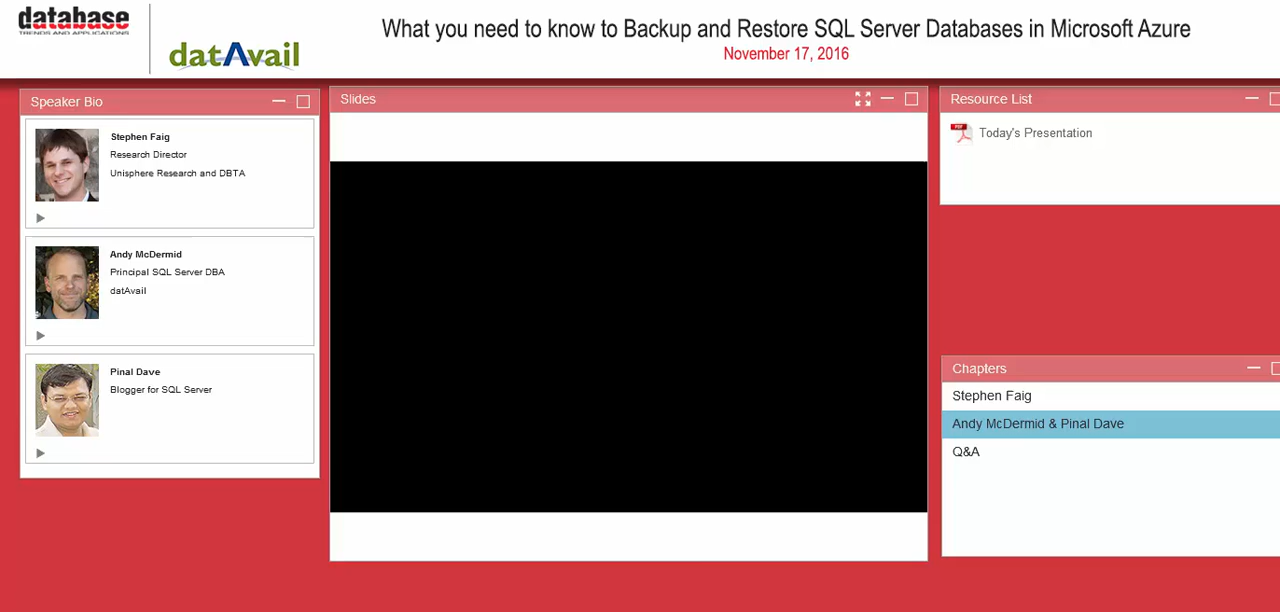 database
TRENDS AND APPLICATIONS
datAvail
What you need to know to Backup and Restore SQL Server Databases in Microsoft Azure
November 17, 2016
Speaker Bio
Stephen Faig
Research Director
Unisphere Research and DBTA
Andy McDermid
Principal SQL Server DBA
datAvail
Pinal Dave
Blogger for SQL Server
Slides
Resource List
PDF
Today's Presentation
Chapters
Stephen Faig
Andy McDermid & Pinal Dave
Q&A